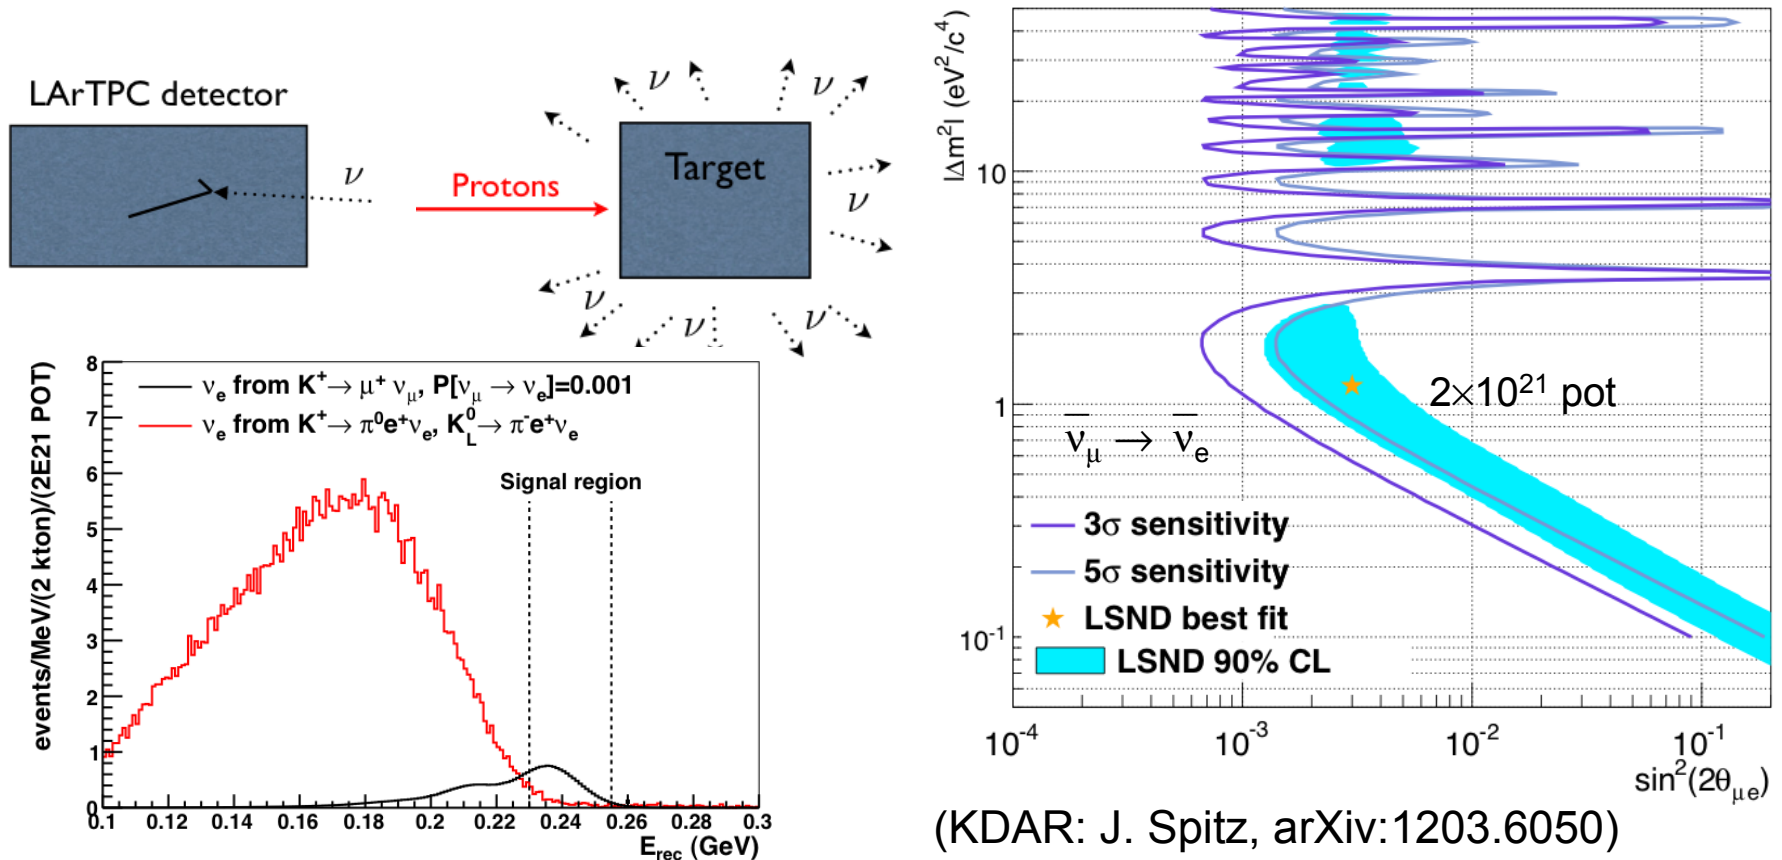 LArTPC detector
ν
Protons
Target
ν
ν
ν
ν
ν
ν
events/MeV/(2 kton)/(2E21 POT)
8
7
6
5
4
3
2
1
0
νe from K+→ μ+ νμ, P[νμ → νe]=0.001
νe from K+→ π0e+νe, K0L→ π-e+νe
Signal region
0.1 0.12 0.14 0.16 0.18 0.2 0.22 0.24 0.26 0.28 0.3
Erec (GeV)
|Δm2| (eV2/c4)
10
1
10-1
2×1021 pot
ν̅μ → ν̅e
3σ sensitivity
5σ sensitivity
LSND best fit
LSND 90% CL
10-4 10-3 10-2 10-1
sin2(2θμe)
(KDAR: J. Spitz, arXiv:1203.6050)